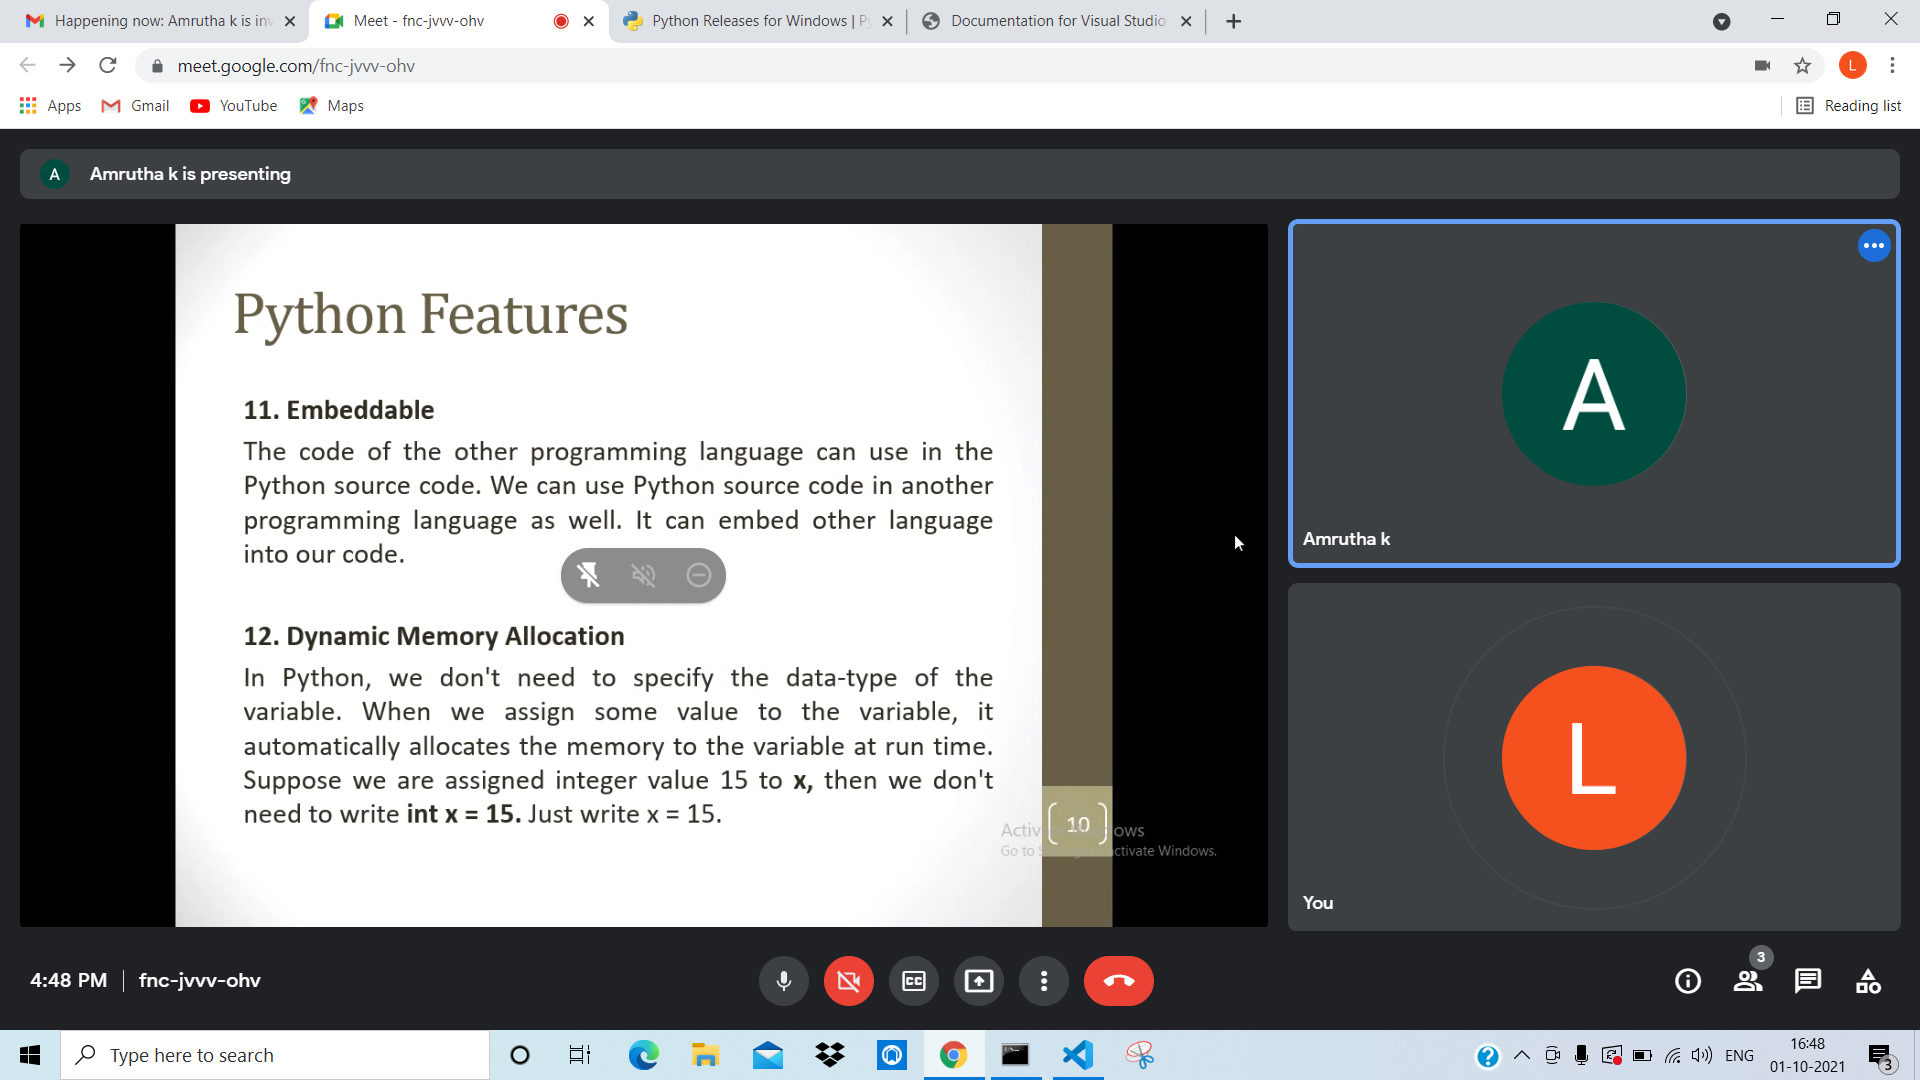 Happening now: Amrutha k is inv
Meet - fnc-jvvv-ohv
Python Releases for Windows | Py
Documentation for Visual Studio
meet.google.com/fnc-jvvv-ohv
L
Apps
Gmail
YouTube
Maps
Reading list
A
Amrutha k is presenting
Python Features
11. Embeddable
The code of the other programming language can use in the
Python source code. We can use Python source code in another
programming language as well. It can embed other language
into our code.
12. Dynamic Memory Allocation
In Python, we don't need to specify the data-type of the
variable. When we assign some value to the variable, it
automatically allocates the memory to the variable at run time.
Suppose we are assigned integer value 15 to x, then we don't
need to write int x = 15. Just write x = 15.
10
Go to
Windows.
A
Amrutha k
L
You
4:48 PM
fnc-jvvv-ohv
CC
3
Type here to search
ENG
16:48
01-10-2021
3